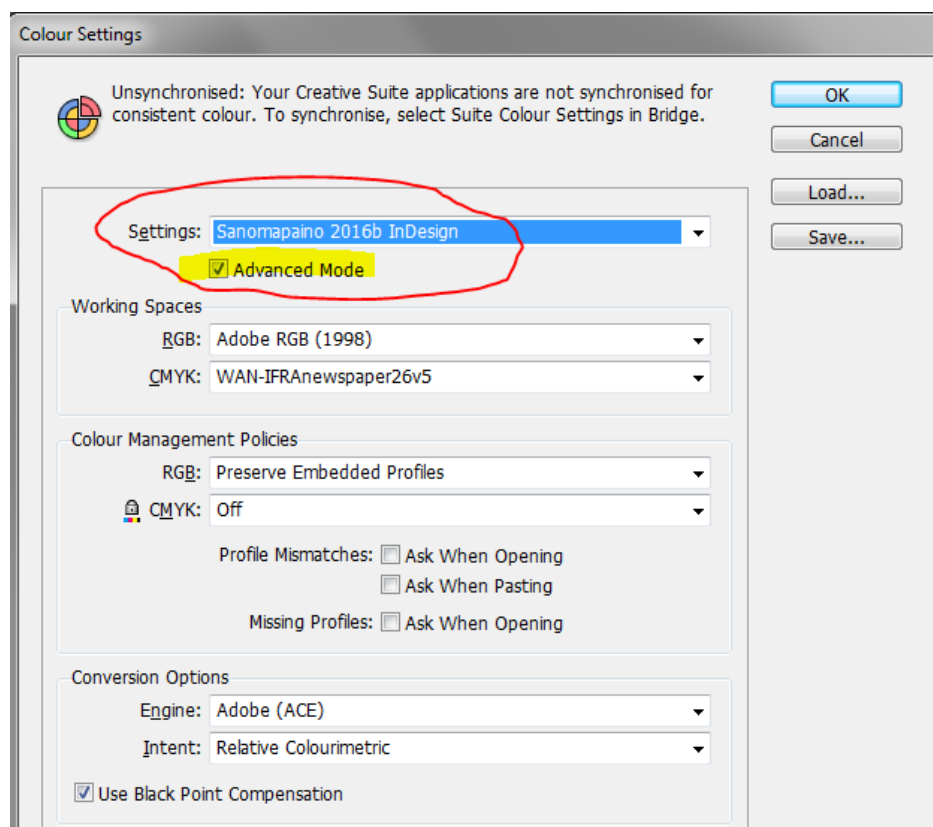 Colour Settings
Unsynchronised: Your Creative Suite applications are not synchronised for
consistent colour. To synchronise, select Suite Colour Settings in Bridge.
OK
Cancel
Load...
Save...
Settings: Sanomapaino 2016b InDesign
Advanced Mode
Working Spaces
RGB: Adobe RGB (1998)
CMYK: WAN-IFRAnewspaper26v5
Colour Management Policies
RGB: Preserve Embedded Profiles
CMYK: Off
Profile Mismatches: Ask When Opening
Ask When Pasting
Missing Profiles: Ask When Opening
Conversion Options
Engine: Adobe (ACE)
Intent: Relative Colourimetric
Use Black Point Compensation